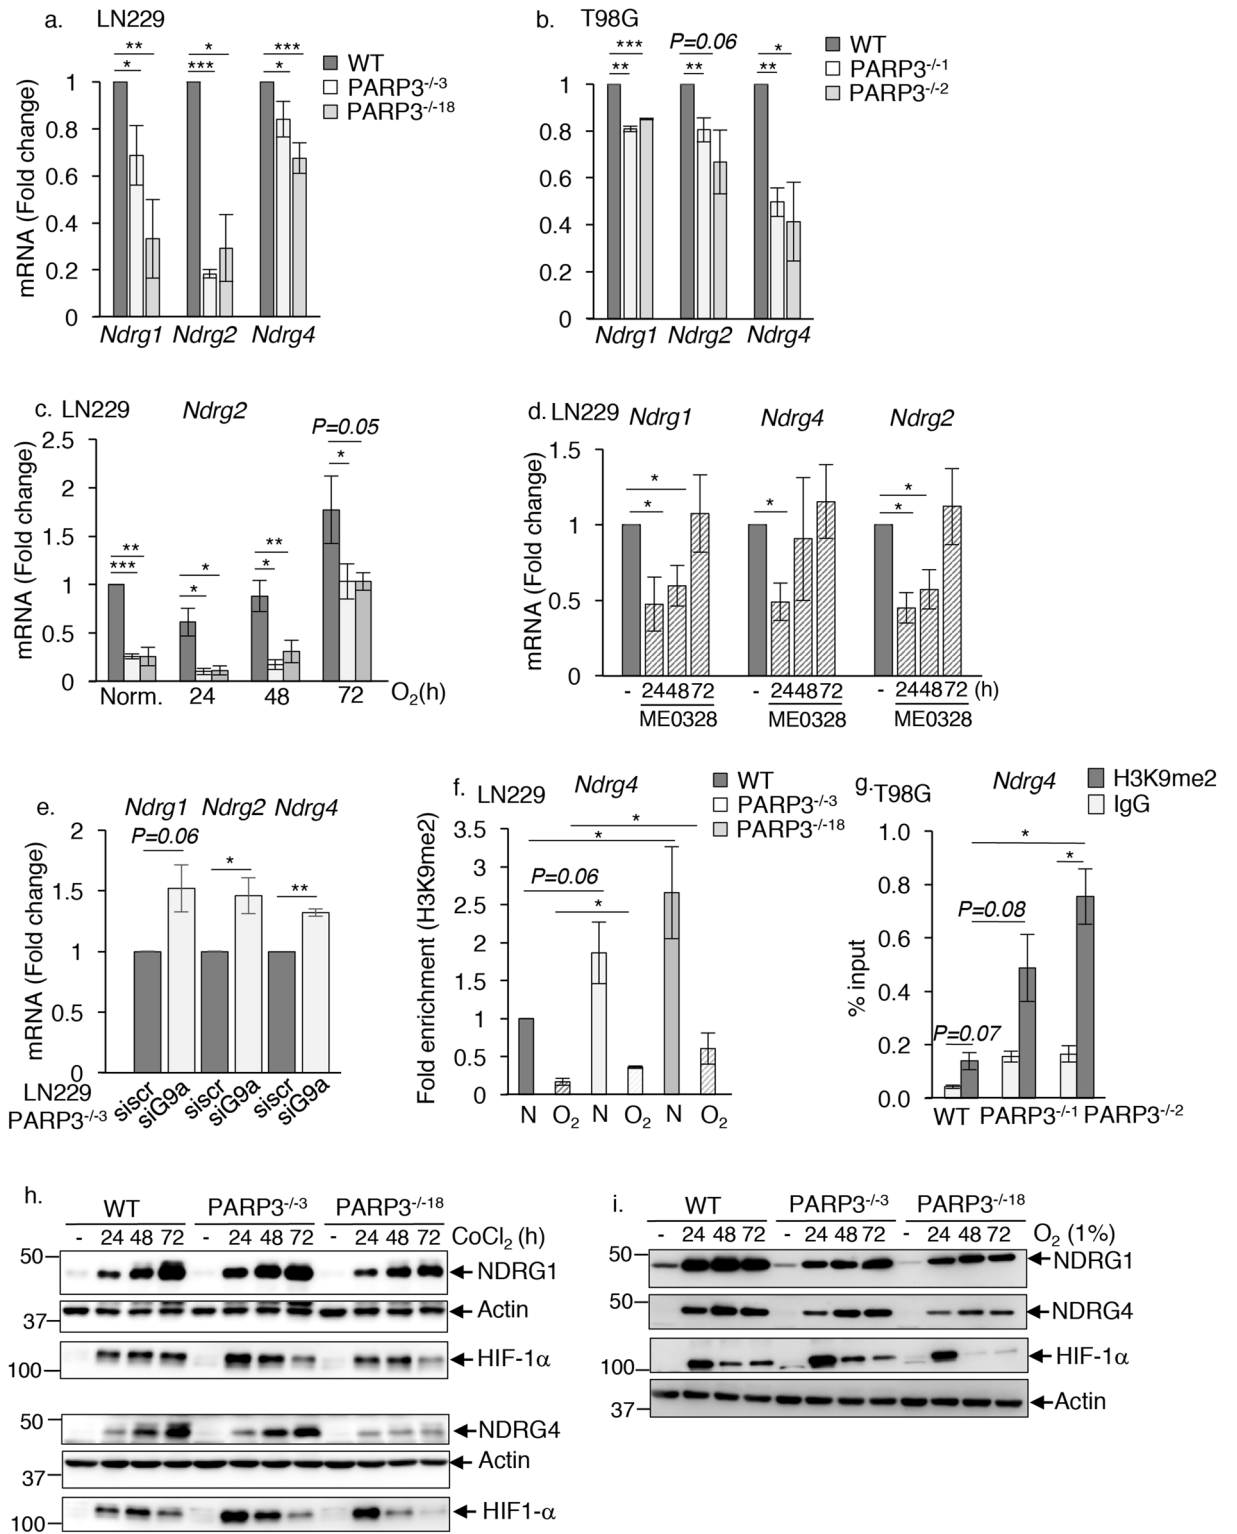 a. LN229
** * *** * *** *
WT
PARP3-/-3
PARP3-/-18
mRNA (Fold change)
1
0.8
0.6
0.4
0.2
0
Ndrg1 Ndrg2 Ndrg4
b. T98G
*** ** P=0.06 ** * **
WT
PARP3-/-1
PARP3-/-2
1
0.8
0.6
0.4
0.2
0
Ndrg1 Ndrg2 Ndrg4
c. LN229 Ndrg2
mRNA (Fold change)
2.5
2
1.5
1
0.5
0
** *** * * ** * P=0.05 *
Norm. 24 48 72 O2(h)
d. LN229 Ndrg1 Ndrg4 Ndrg2
mRNA (Fold change)
1.5
1
0.5
0
* * * * *
- 24 48 72 - 24 48 72 - 24 48 72 (h)
ME0328 ME0328 ME0328
e. Ndrg1 Ndrg2 Ndrg4
P=0.06 * **
mRNA (Fold change)
2
1.5
1
0.5
0
LN229
PARP3-/-3
siscr siG9a siscr siG9a siscr siG9a
f. LN229 Ndrg4
WT
PARP3-/-3
PARP3-/-18
Fold enrichment (H3K9me2)
3.5
3
2.5
2
1.5
1
0.5
0
*
*
P=0.06
*
N O2 N O2 N O2
g. T98G Ndrg4
H3K9me2
IgG
% input
1.0
0.8
0.6
0.4
0.2
0.0
*
*
P=0.08
P=0.07
WT PARP3-/-1 PARP3-/-2
h.
WT PARP3-/-3 PARP3-/-18
- 24 48 72 - 24 48 72 - 24 48 72 CoCl2 (h)
50 NDRG1
Actin
37
HIF-1α
100
50 NDRG4
Actin
37
HIF1-α
100
i.
WT PARP3-/-3 PARP3-/-18
- 24 48 72 - 24 48 72 - 24 48 72 O2 (1%)
50 NDRG1
50 NDRG4
HIF-1α
100
Actin
37